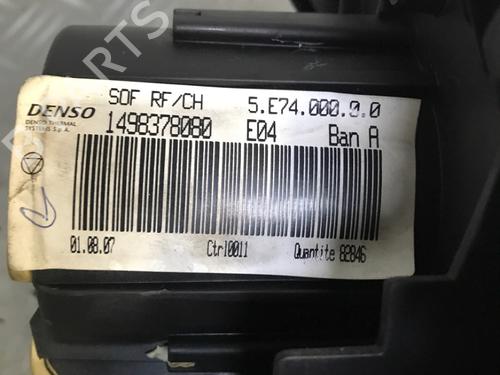 DENSO SOF RF/CH 5.E74.000.0.0
DENSO THERMAL
SYSTEMS S.p.A.
1498378080 E04 Ban A
01.08.07 Ctrl0011 Quantite 82846
B-PARTS